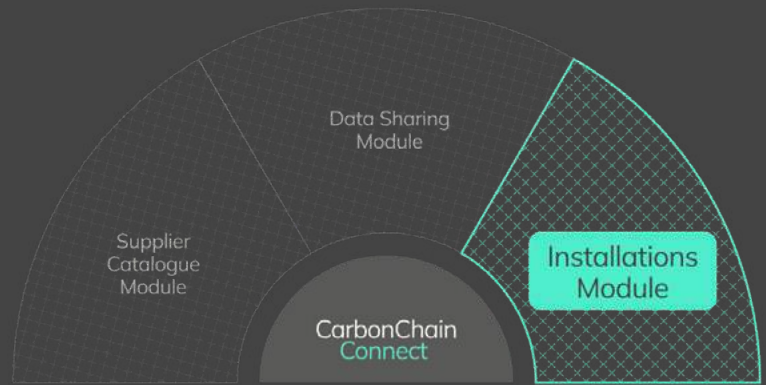 Data Sharing
Module
Supplier
Catalogue
Module
Installations
Module
CarbonChain
Connect